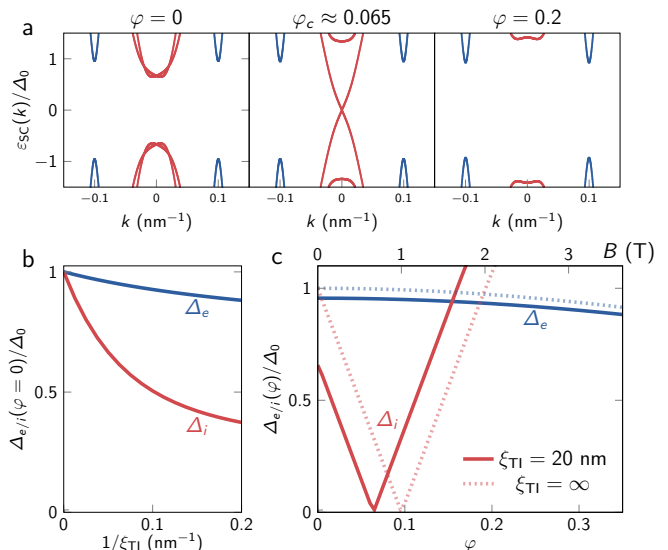 a
φ = 0
φc ≈ 0.065
φ = 0.2
εSC(k)/Δ0
1
0
−1
−0.1 0 0.1
−0.1 0 0.1
−0.1 0 0.1
k (nm⁻¹)
k (nm⁻¹)
k (nm⁻¹)
b
Δe/i(φ = 0)/Δ0
1
0.5
0
0 0.1 0.2
1/ξTI (nm⁻¹)
Δe
Δi
c
0 1 2 3
B (T)
Δe/i(φ)/Δ0
1
0.5
0
0 0.1 0.2 0.3
φ
Δe
Δi
ξTI = 20 nm
ξTI = ∞